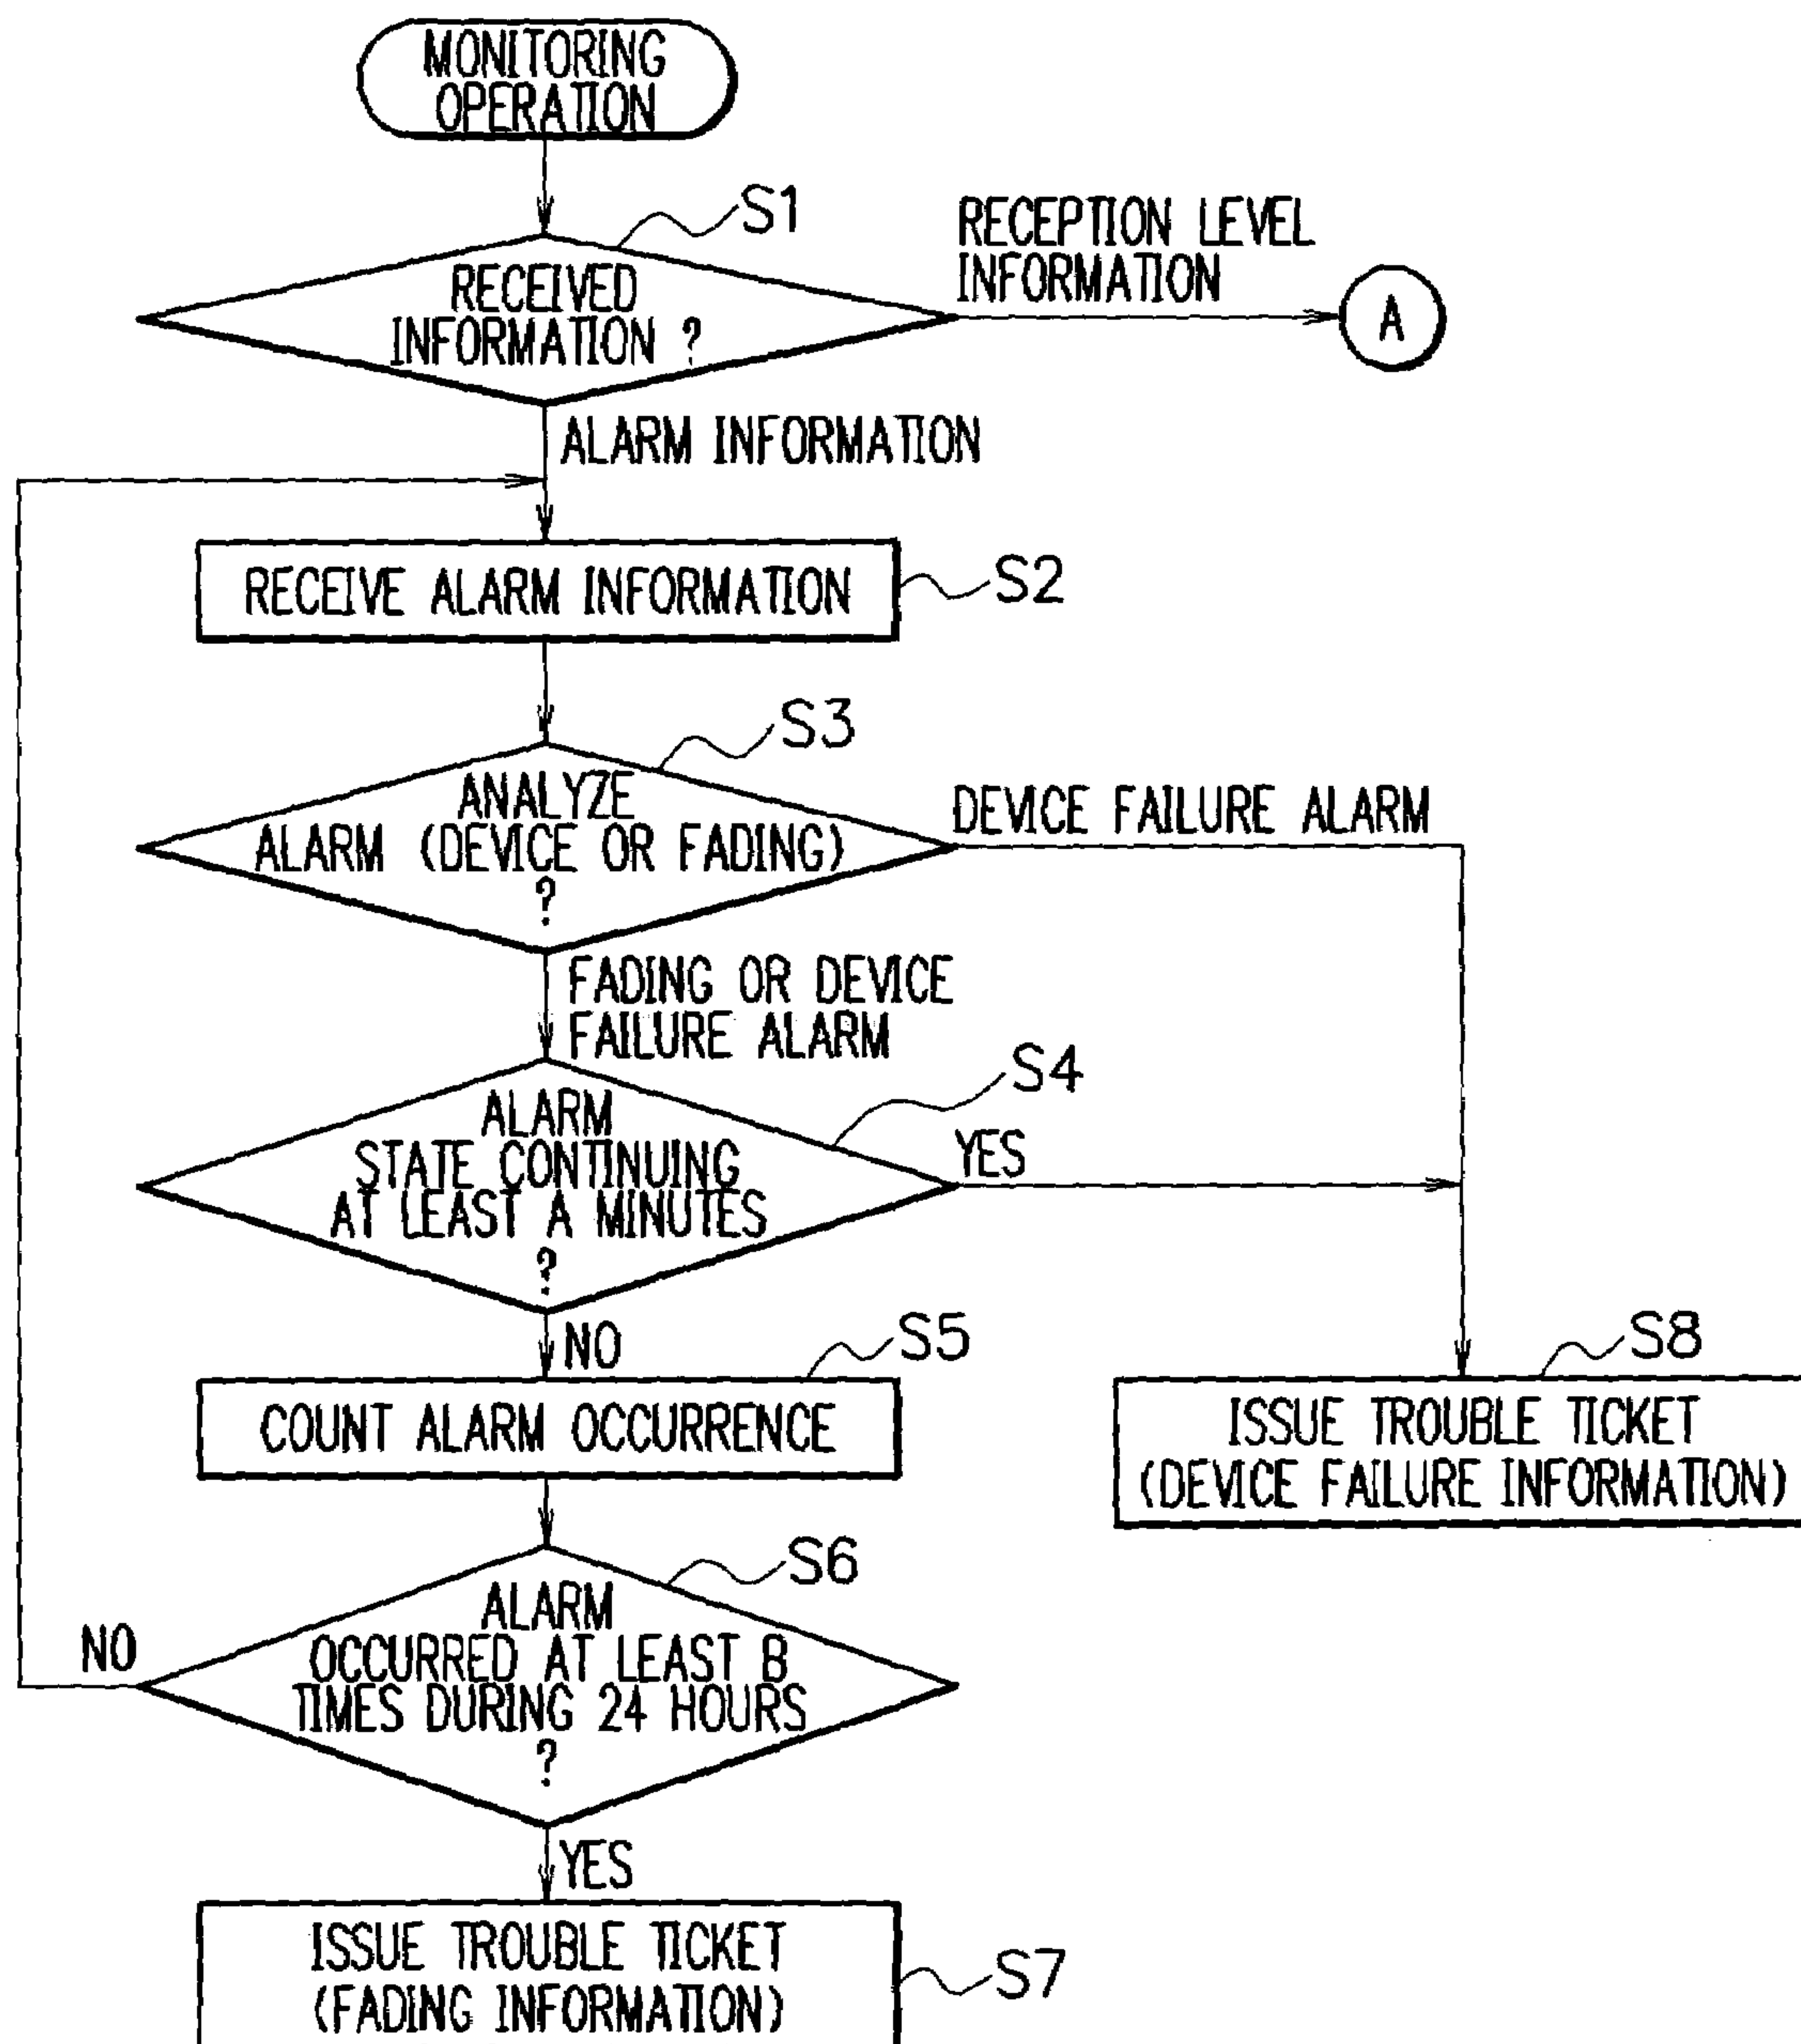 MONITORING
OPERATION
S1
RECEIVED
INFORMATION ?
RECEPTION LEVEL
INFORMATION
A
ALARM INFORMATION
RECEIVE ALARM INFORMATION
S2
S3
ANALYZE
ALARM (DEVICE OR FADING)
?
DEVICE FAILURE ALARM
FADING OR DEVICE
FAILURE ALARM
S4
ALARM
STATE CONTINUING
AT LEAST A MINUTES
?
YES
NO
S5
COUNT ALARM OCCURRENCE
S8
ISSUE TROUBLE TICKET
(DEVICE FAILURE INFORMATION)
S6
ALARM
OCCURRED AT LEAST B
TIMES DURING 24 HOURS
?
NO
YES
ISSUE TROUBLE TICKET
(FADING INFORMATION)
S7